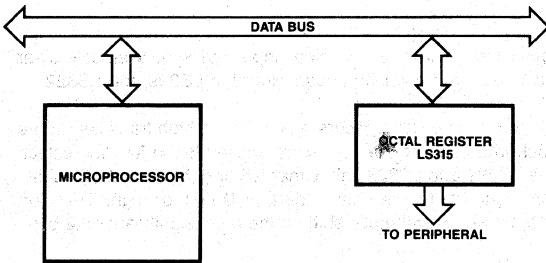 DATA BUS
MICROPROCESSOR
OCTAL REGISTER
LS315
TO PERIPHERAL